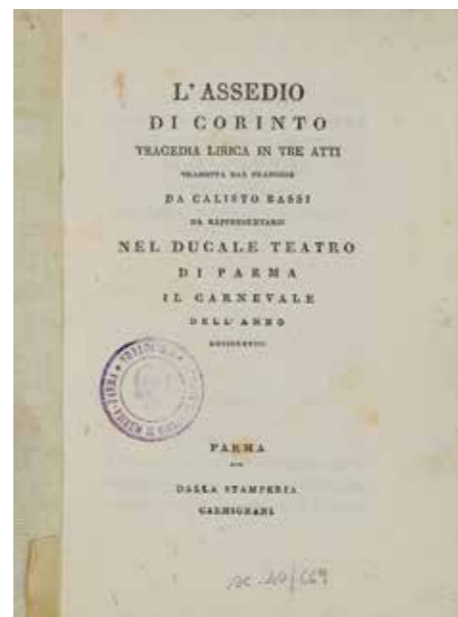 L' ASSEDIO
DI CORINTO
TRAGEDIA LIRICA IN TRE ATTI
TRADOTTA DAL FRANCESE
DA CALISTO BASSI
DA RAPPRESENTARSI
NEL DUCALE TEATRO
DI PARMA
IL CARNEVALE
DELL' ANNO
PARMA
DALLA STAMPERIA
CARMIGNANI